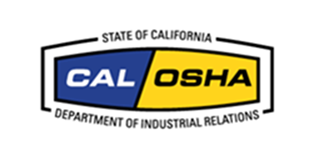 STATE OF CALIFORNIA
CAL OSHA
DEPARTMENT OF INDUSTRIAL RELATIONS